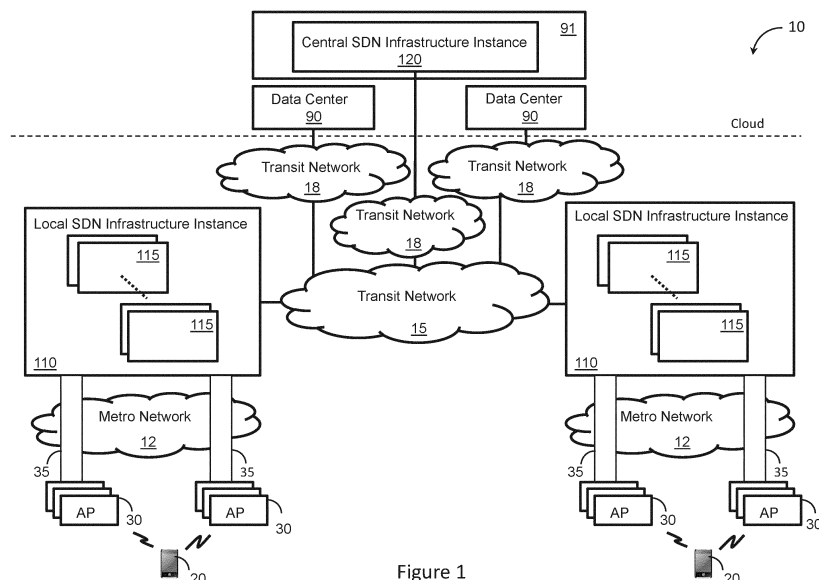 91
Central SDN Infrastructure Instance
120
10
Data Center
90
Data Center
90
Cloud
Transit Network
18
Transit Network
18
Transit Network
18
Local SDN Infrastructure Instance
115
115
110
Local SDN Infrastructure Instance
115
115
110
Transit Network
15
Metro Network
12
Metro Network
12
35
35
35
35
AP
30
AP
30
AP
30
AP
30
20
20
Figure 1